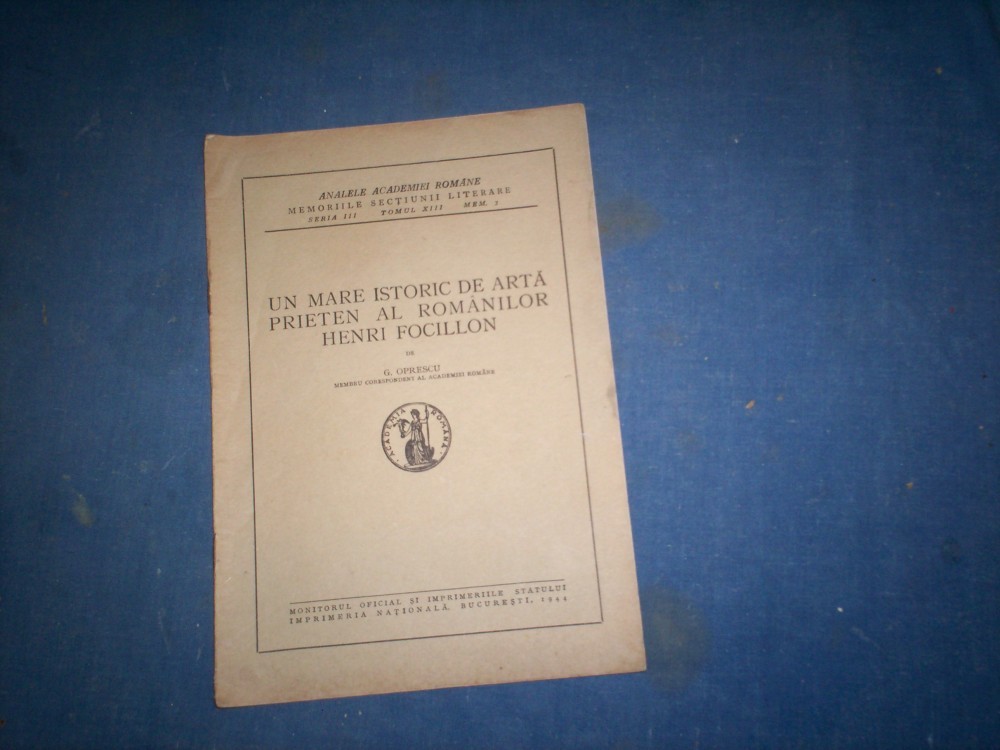 ANALELE ACADEMIEI ROMÂNE
MEMORIILE SECȚIUNII LITERARE
SERIA III TOMUL XIII MEM.
UN MARE ISTORIC DE ARTĂ
PRIETEN AL ROMÂNILOR
HENRI FOCILLON
DE
G. OPRESCU
MEMBRU CORESPONDENT AL ACADEMIEI ROMÂNE
ACADEMIA ROMÂNĂ
MONITORUL OFICIAL ȘI IMPRIMERIILE STATULUI
IMPRIMERIA NAȚIONALĂ, BUCUREȘTI, 1944